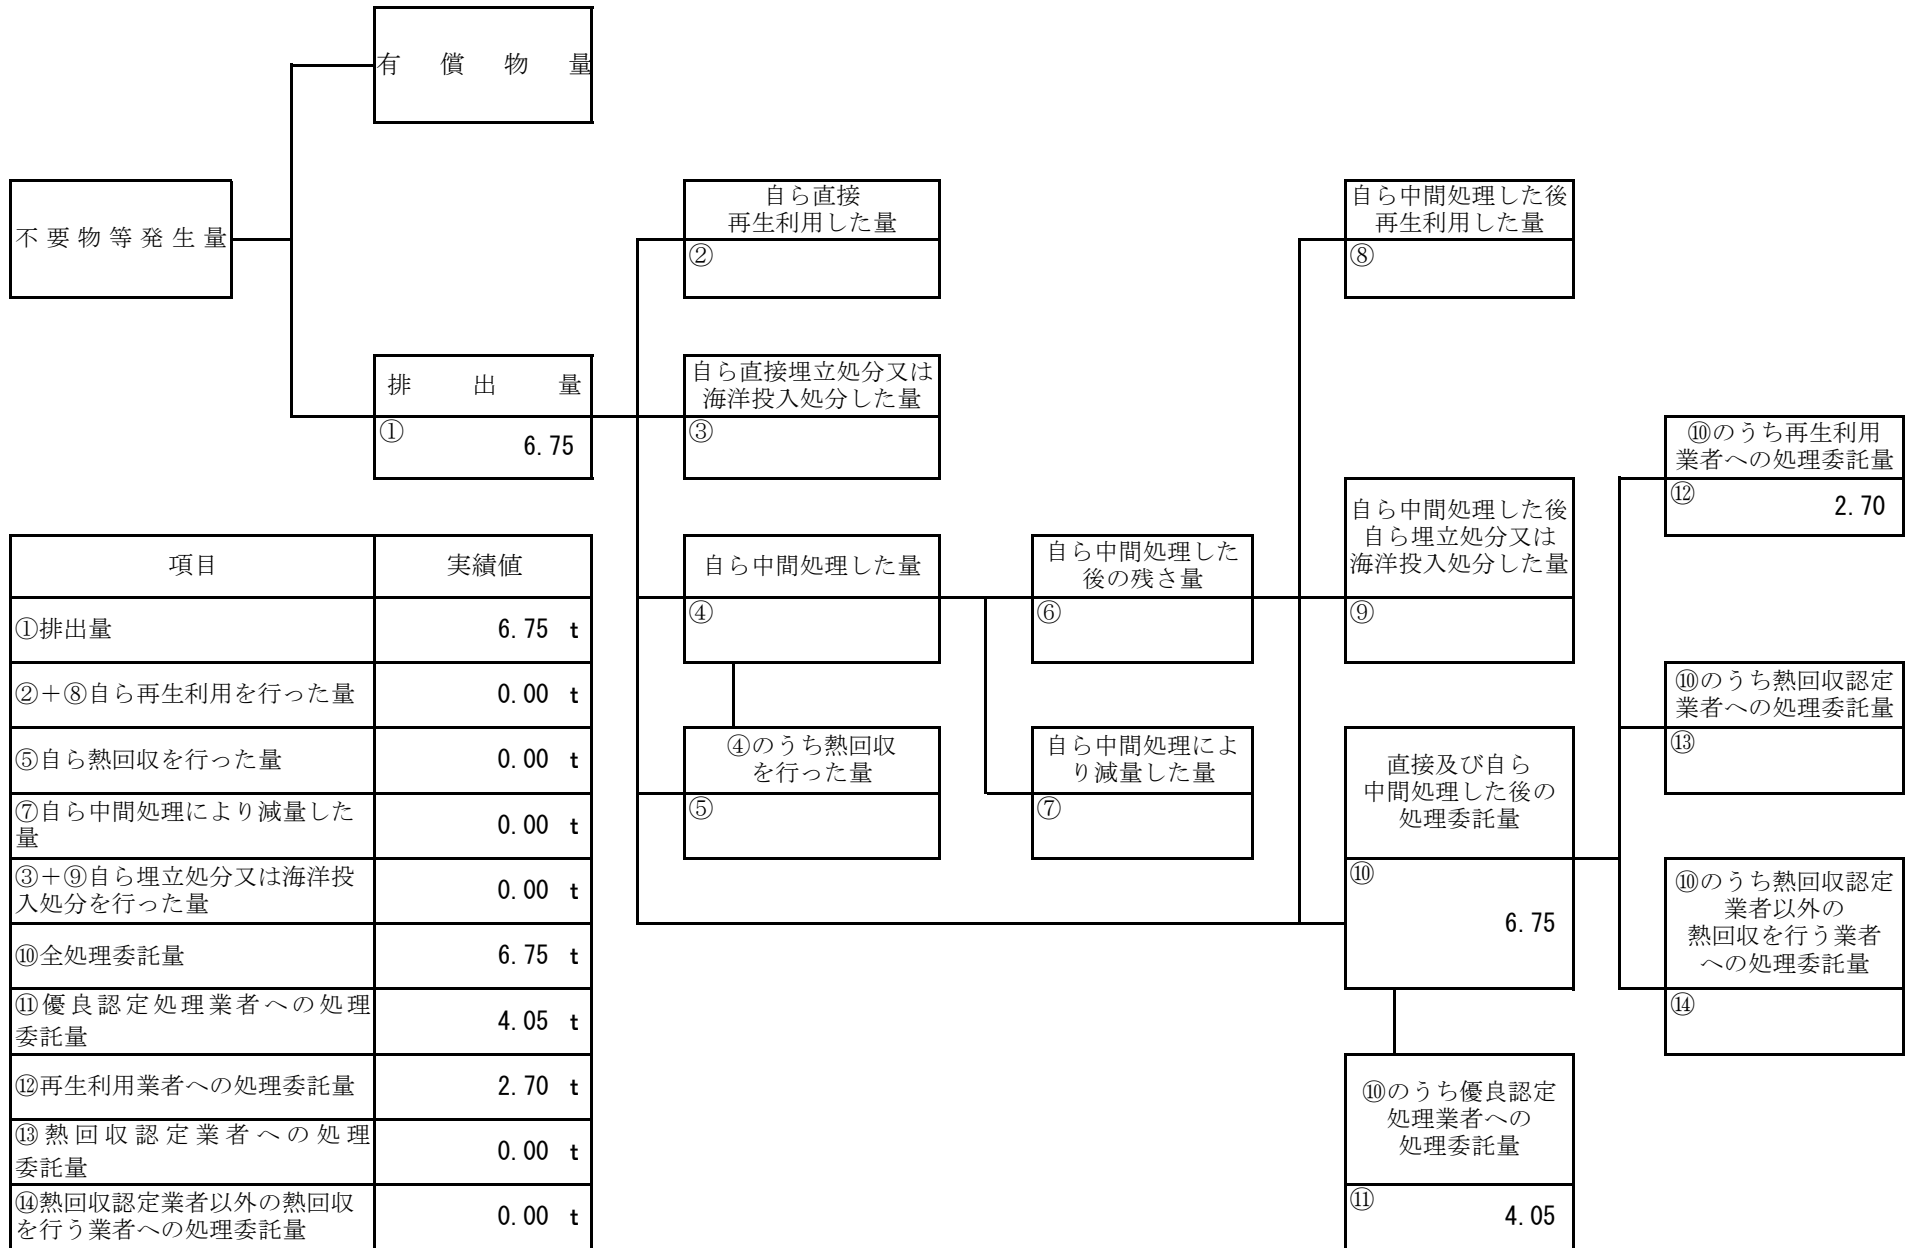 有償物量
不要物等発生量
排出量
①
6.75
自ら直接
再生利用した量
②
自ら直接埋立処分又は
海洋投入処分した量
③
自ら中間処理した量
④
④のうち熱回収
を行った量
⑤
自ら中間処理した
後の残さ量
⑥
自ら中間処理によ
り減量した量
⑦
自ら中間処理した後
再生利用した量
⑧
自ら中間処理した後
自ら埋立処分又は
海洋投入処分した量
⑨
直接及び自ら
中間処理した後の
処理委託量
⑩
6.75
⑩のうち優良認定
処理業者への
処理委託量
⑪
4.05
⑩のうち再生利用
業者への処理委託量
⑫
2.70
⑩のうち熱回収認定
業者への処理委託量
⑬
⑩のうち熱回収認定
業者以外の
熱回収を行う業者
への処理委託量
⑭
項目 実績値
①排出量 6.75 t
②＋⑧自ら再生利用を行った量 0.00 t
⑤自ら熱回収を行った量 0.00 t
⑦自ら中間処理により減量した
量 0.00 t
③＋⑨自ら埋立処分又は海洋投
入処分を行った量 0.00 t
⑩全処理委託量 6.75 t
⑪優良認定処理業者への処理
委託量 4.05 t
⑫再生利用業者への処理委託量 2.70 t
⑬熱回収認定業者への処理
委託量 0.00 t
⑭熱回収認定業者以外の熱回収
を行う業者への処理委託量 0.00 t